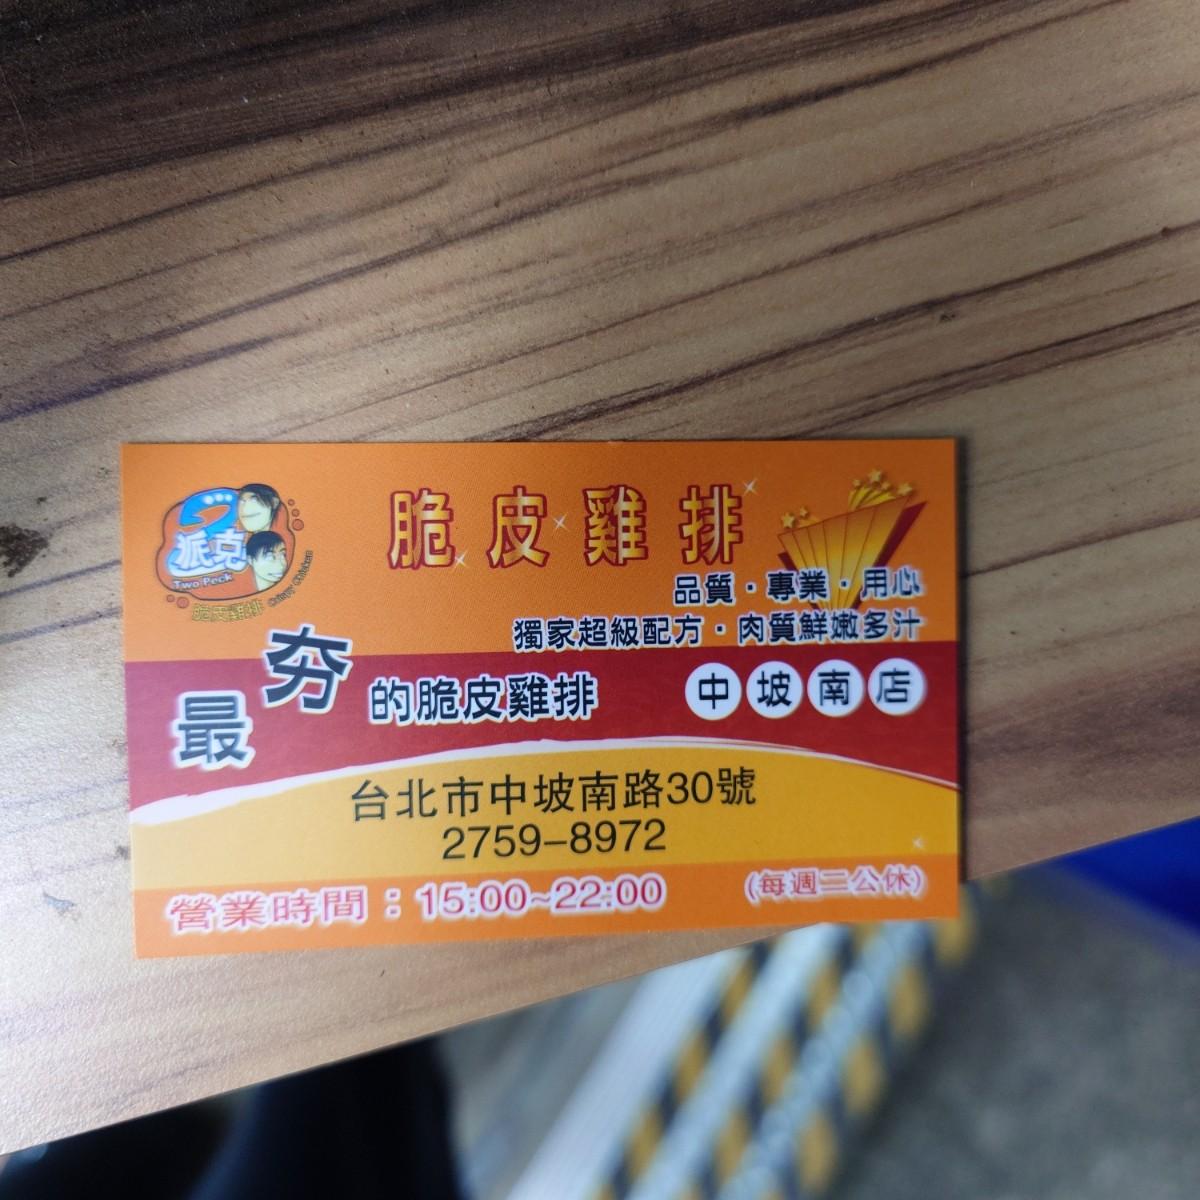 2派克
Two Peck
脆皮雞排 Crispy Chicken
脆皮雞排
品質·專業·用心
獨家超級配方·肉質鮮嫩多汁
最夯的脆皮雞排
中坡南店
台北市中坡南路30號
2759-8972
營業時間：15:00~22:00 (每週二公休)